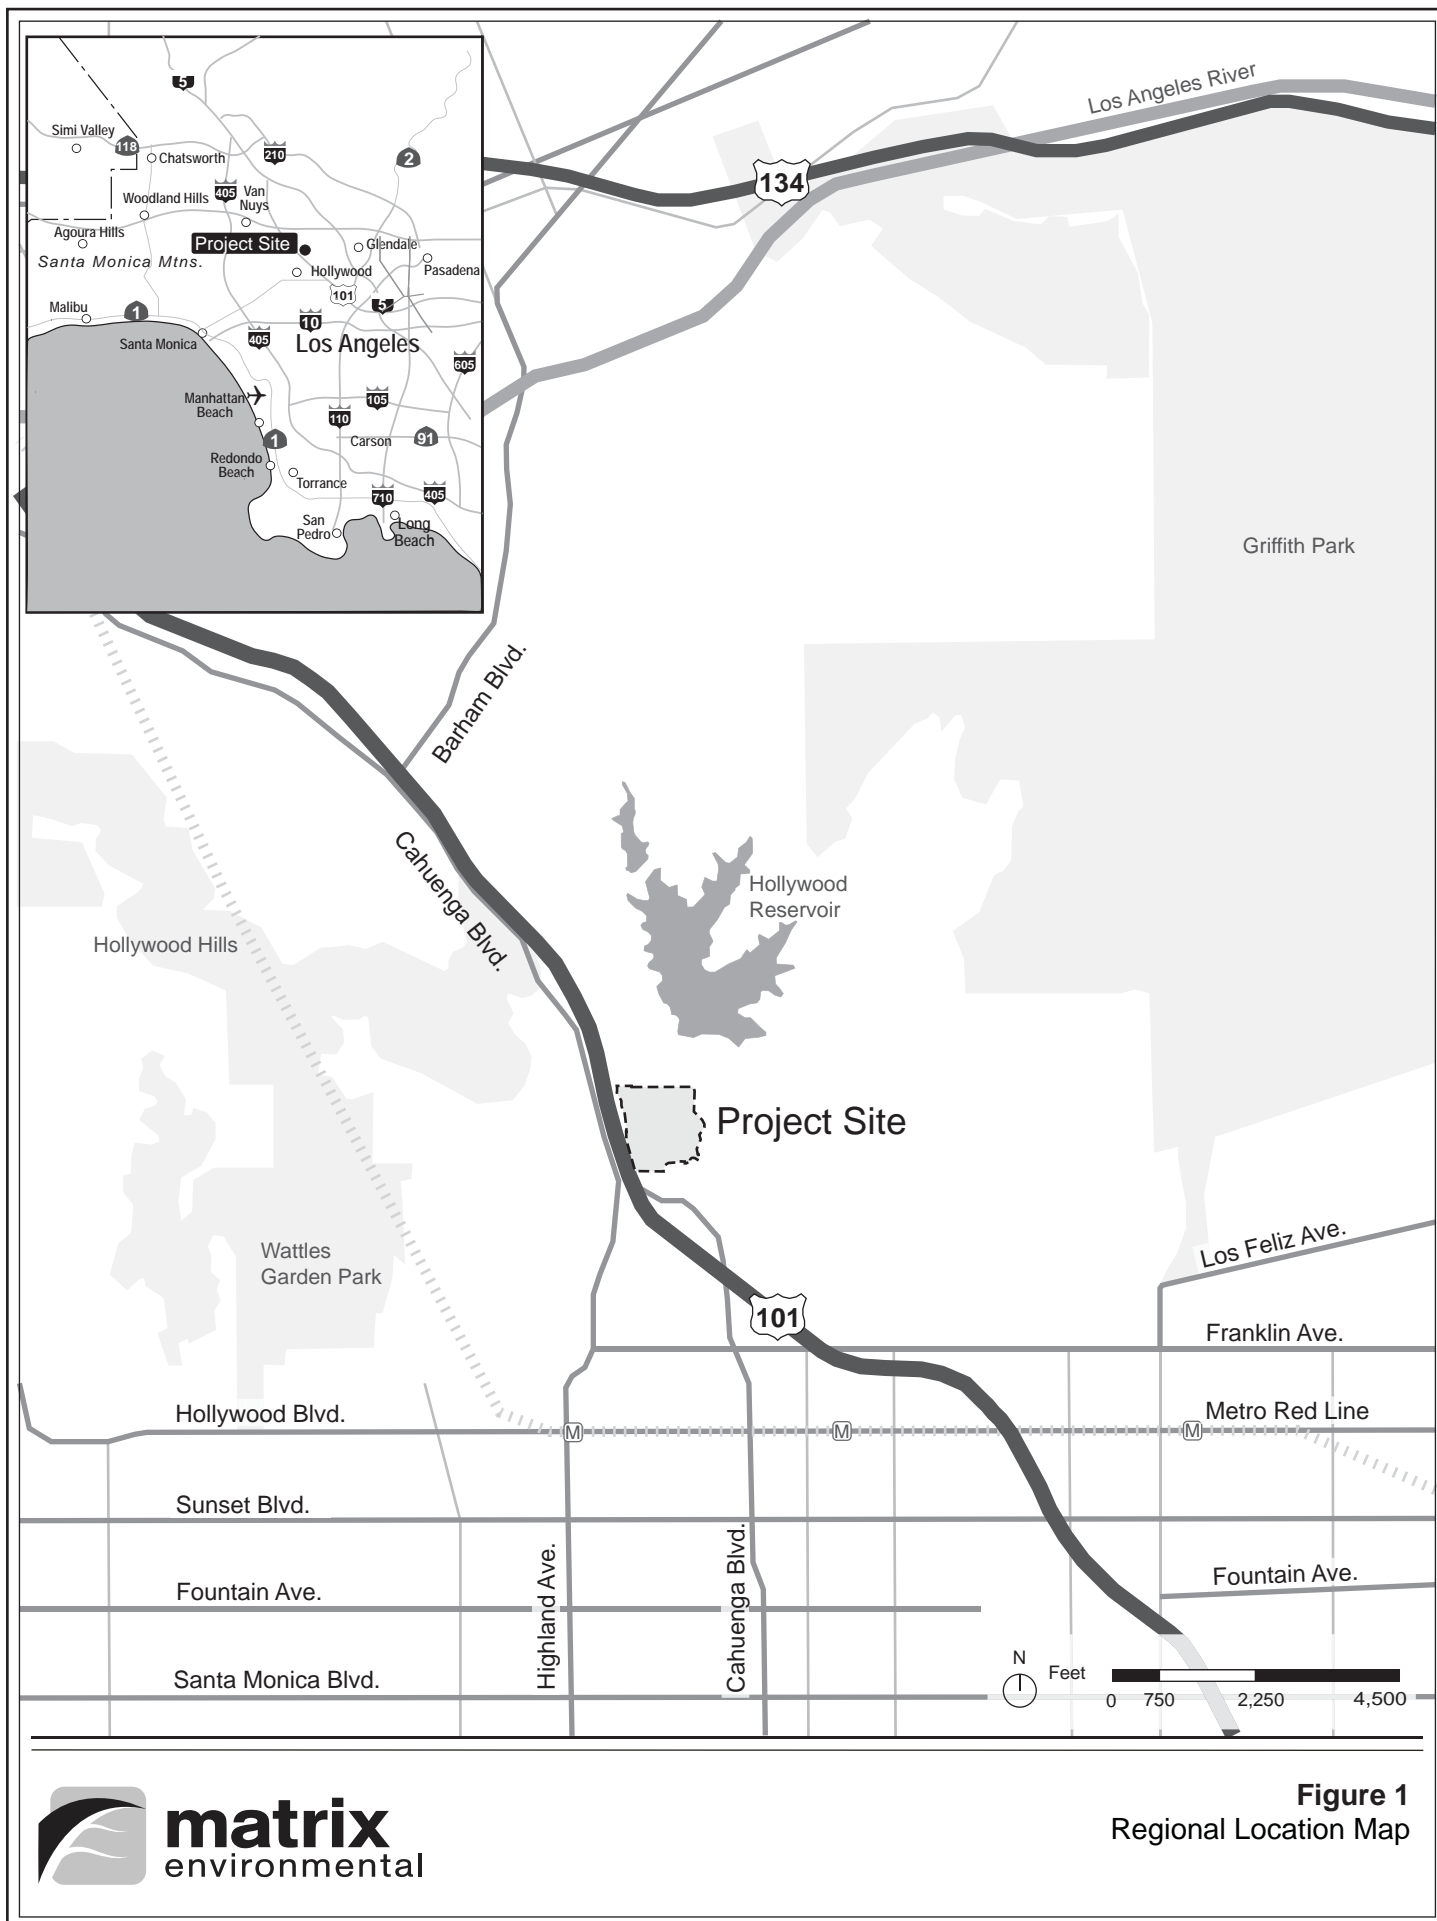 5
Simi Valley
118
Chatsworth
210
2
405
Van
Nuys
Woodland Hills
Agoura Hills
Project Site
Glendale
Santa Monica Mtns.
Hollywood
Pasadena
101
5
Malibu
1
10
Santa Monica
405
Los Angeles
605
Manhattan
Beach
105
110
1
Carson
91
Redondo
Beach
Torrance
710
405
San
Pedro
Long
Beach
Los Angeles River
134
Griffith Park
Barham Blvd.
Cahuenga Blvd.
Hollywood
Reservoir
Hollywood Hills
Project Site
Wattles
Garden Park
Los Feliz Ave.
101
Franklin Ave.
Hollywood Blvd.
Metro Red Line
M
M
M
Sunset Blvd.
Highland Ave.
Cahuenga Blvd.
Fountain Ave.
Fountain Ave.
Santa Monica Blvd.
N
Feet
0 750 2,250 4,500
matrix
environmental
Figure 1
Regional Location Map